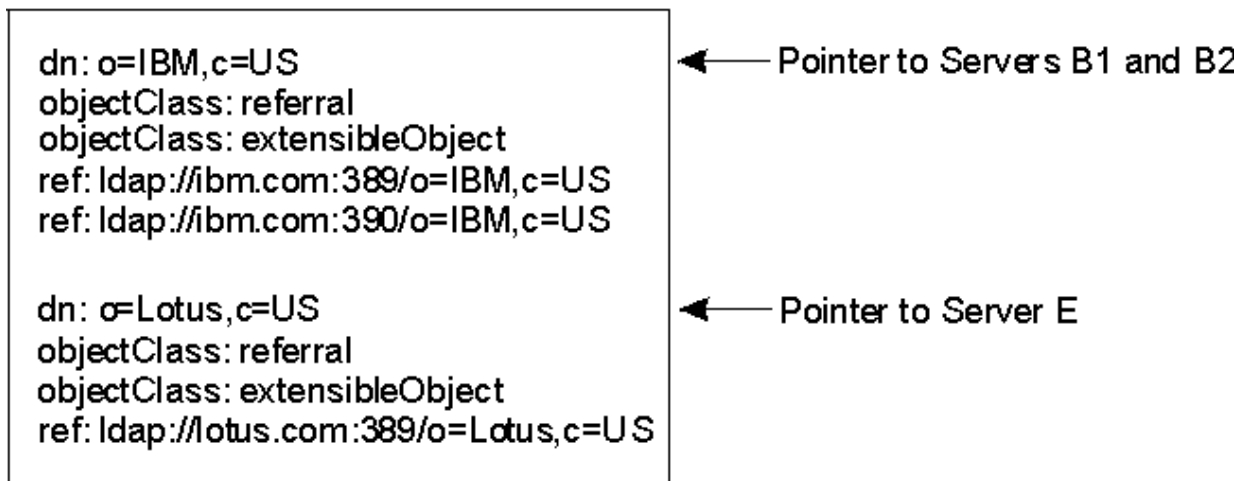 dn: o=IBM,c=US
objectClass: referral
objectClass: extensibleObject
ref: ldap://ibm.com:389/o=IBM,c=US
ref: ldap://ibm.com:390/o=IBM,c=US
Pointer to Servers B1 and B2
dn: o=Lotus,c=US
objectClass: referral
objectClass: extensibleObject
ref: ldap://lotus.com:389/o=Lotus,c=US
Pointer to Server E